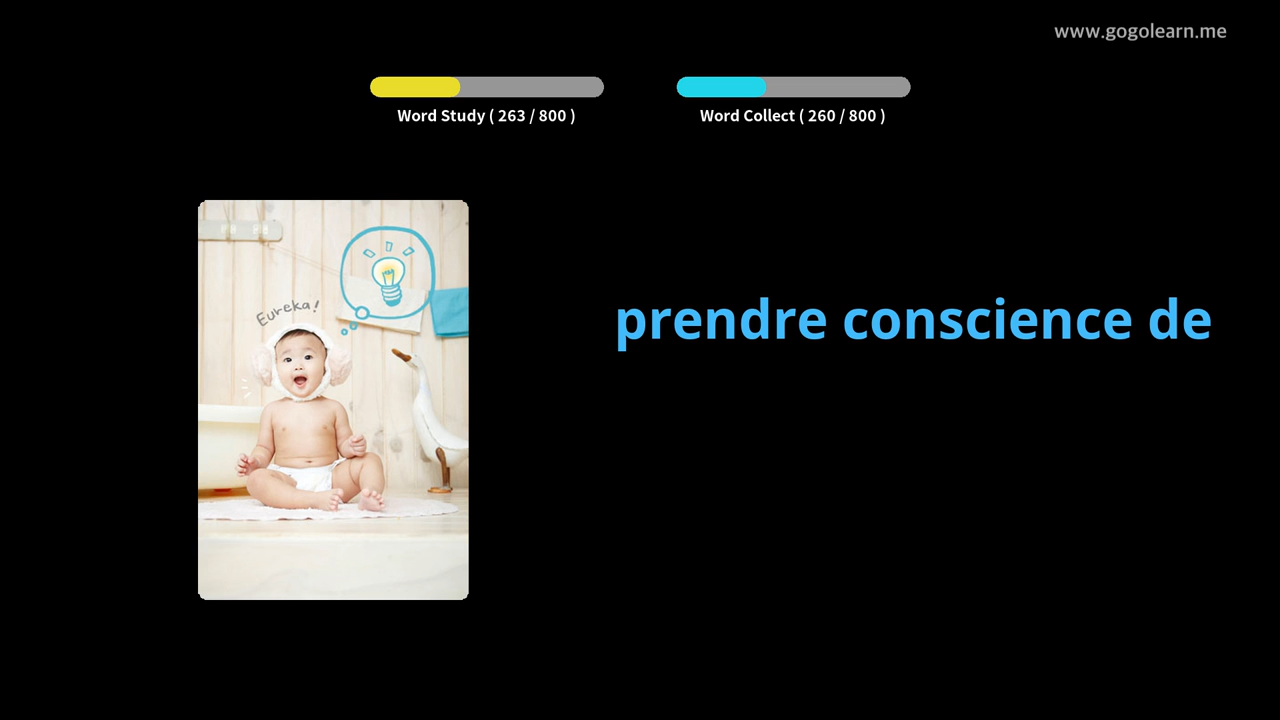 www.gogolearn.me
Word Study ( 263 / 800 )
Word Collect ( 260 / 800 )
Eureka!
prendre conscience de